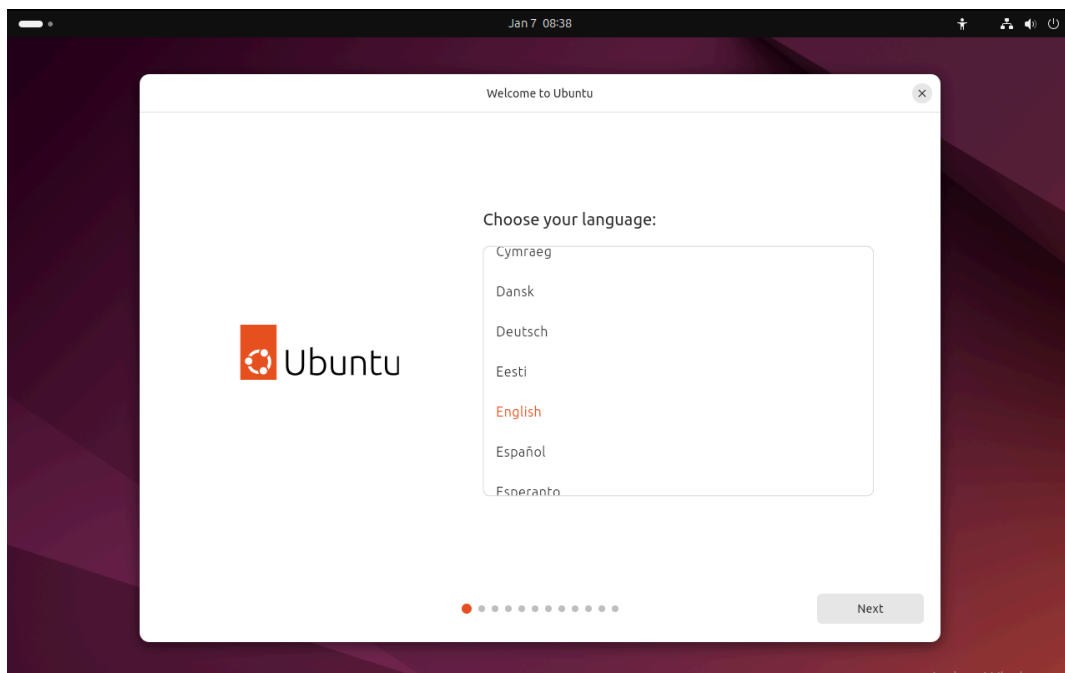 Jan 7 08:38
Welcome to Ubuntu
Choose your language:
Cymraeg
Dansk
Deutsch
Eesti
Ubuntu
English
Español
Esperanto
Next